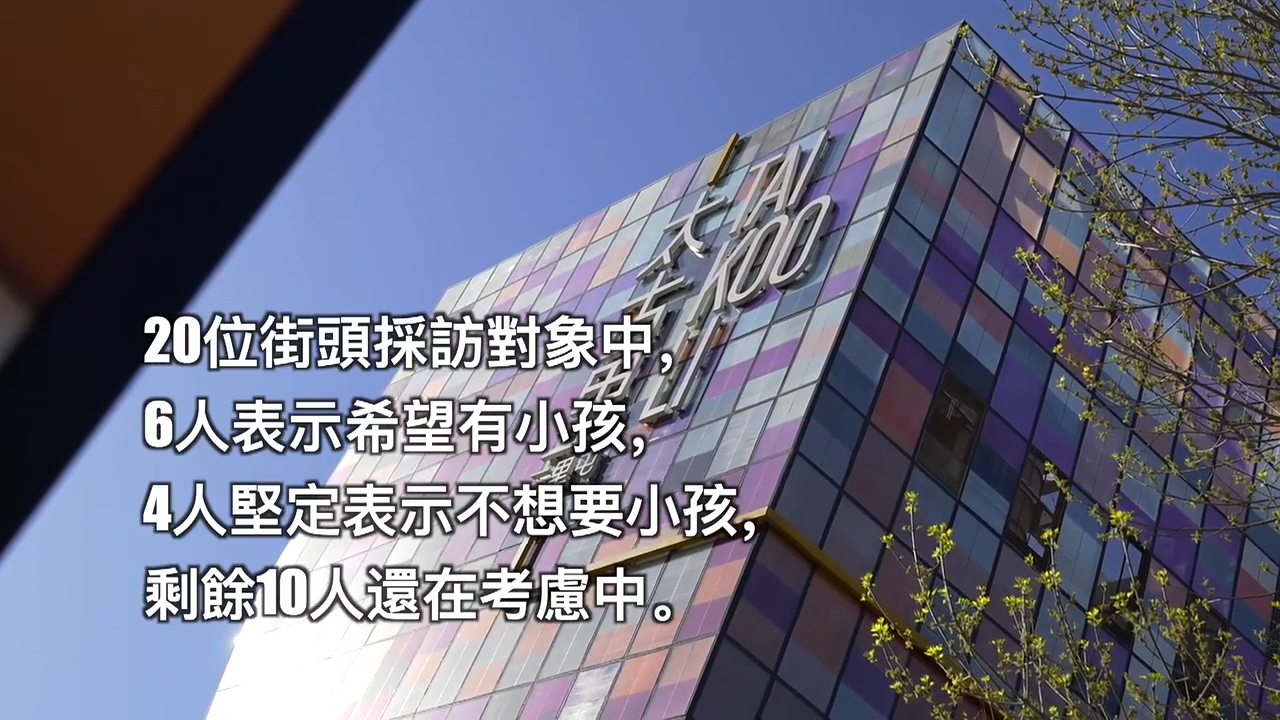 20位街頭採訪對象中，
6人表示希望有小孩，
4人堅定表示不想要小孩，
剩餘10人還在考慮中。
太古
TAI
KOO
LI
三里屯